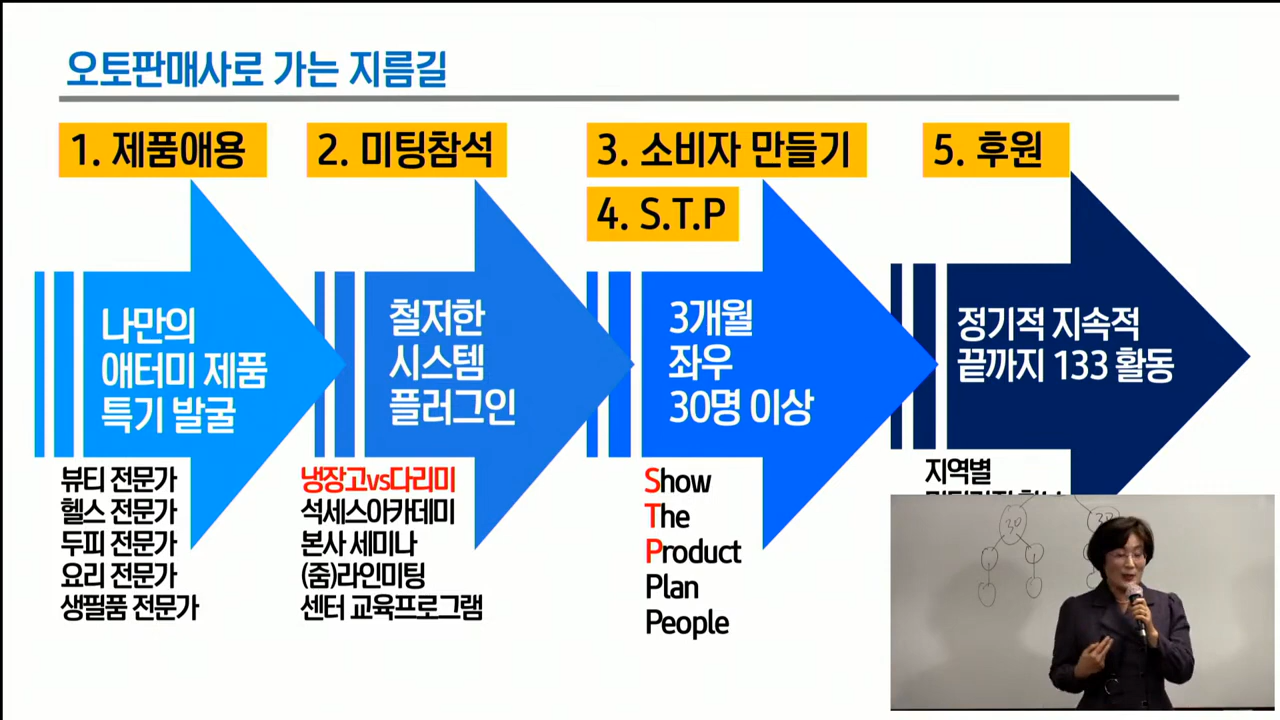 오토판매사로 가는 지름길
1. 제품애용
나만의
애터미 제품
특기 발굴
뷰티 전문가
헬스 전문가
두피 전문가
요리 전문가
생필품 전문가
2. 미팅참석
철저한
시스템
플러그인
냉장고vs다리미
석세스아카데미
본사 세미나
(줌)라인미팅
센터 교육프로그램
3. 소비자 만들기
4. S.T.P
3개월
좌우
30명 이상
Show
The
Product
Plan
People
5. 후원
정기적 지속적
끝까지 133 활동
지역별
30